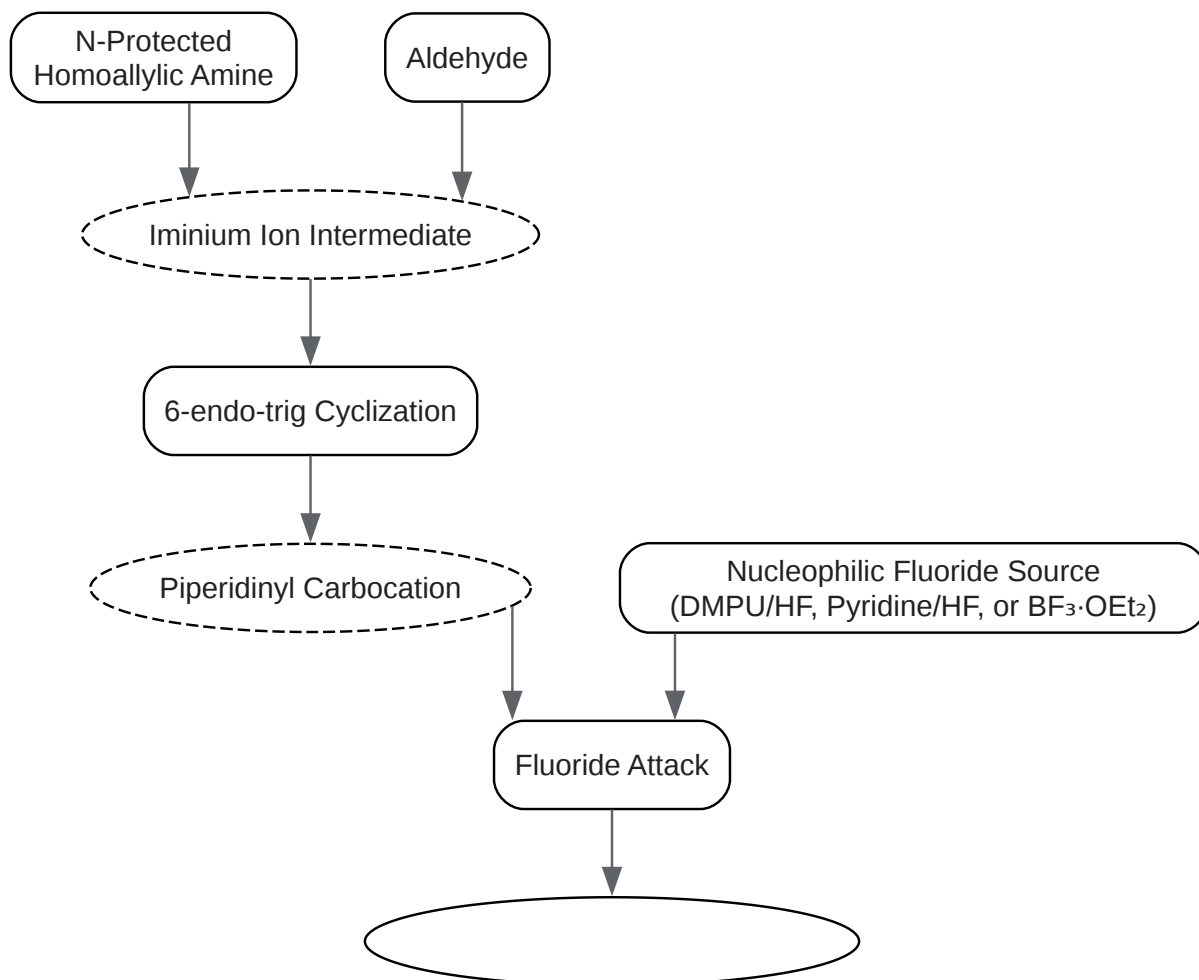 N-Protected
Homoallylic Amine
Aldehyde
Iminium Ion Intermediate
6-endo-trig Cyclization
Piperidinyl Carbocation
Nucleophilic Fluoride Source
(DMPU/HF, Pyridine/HF, or BF₃·OEt₂)
Fluoride Attack